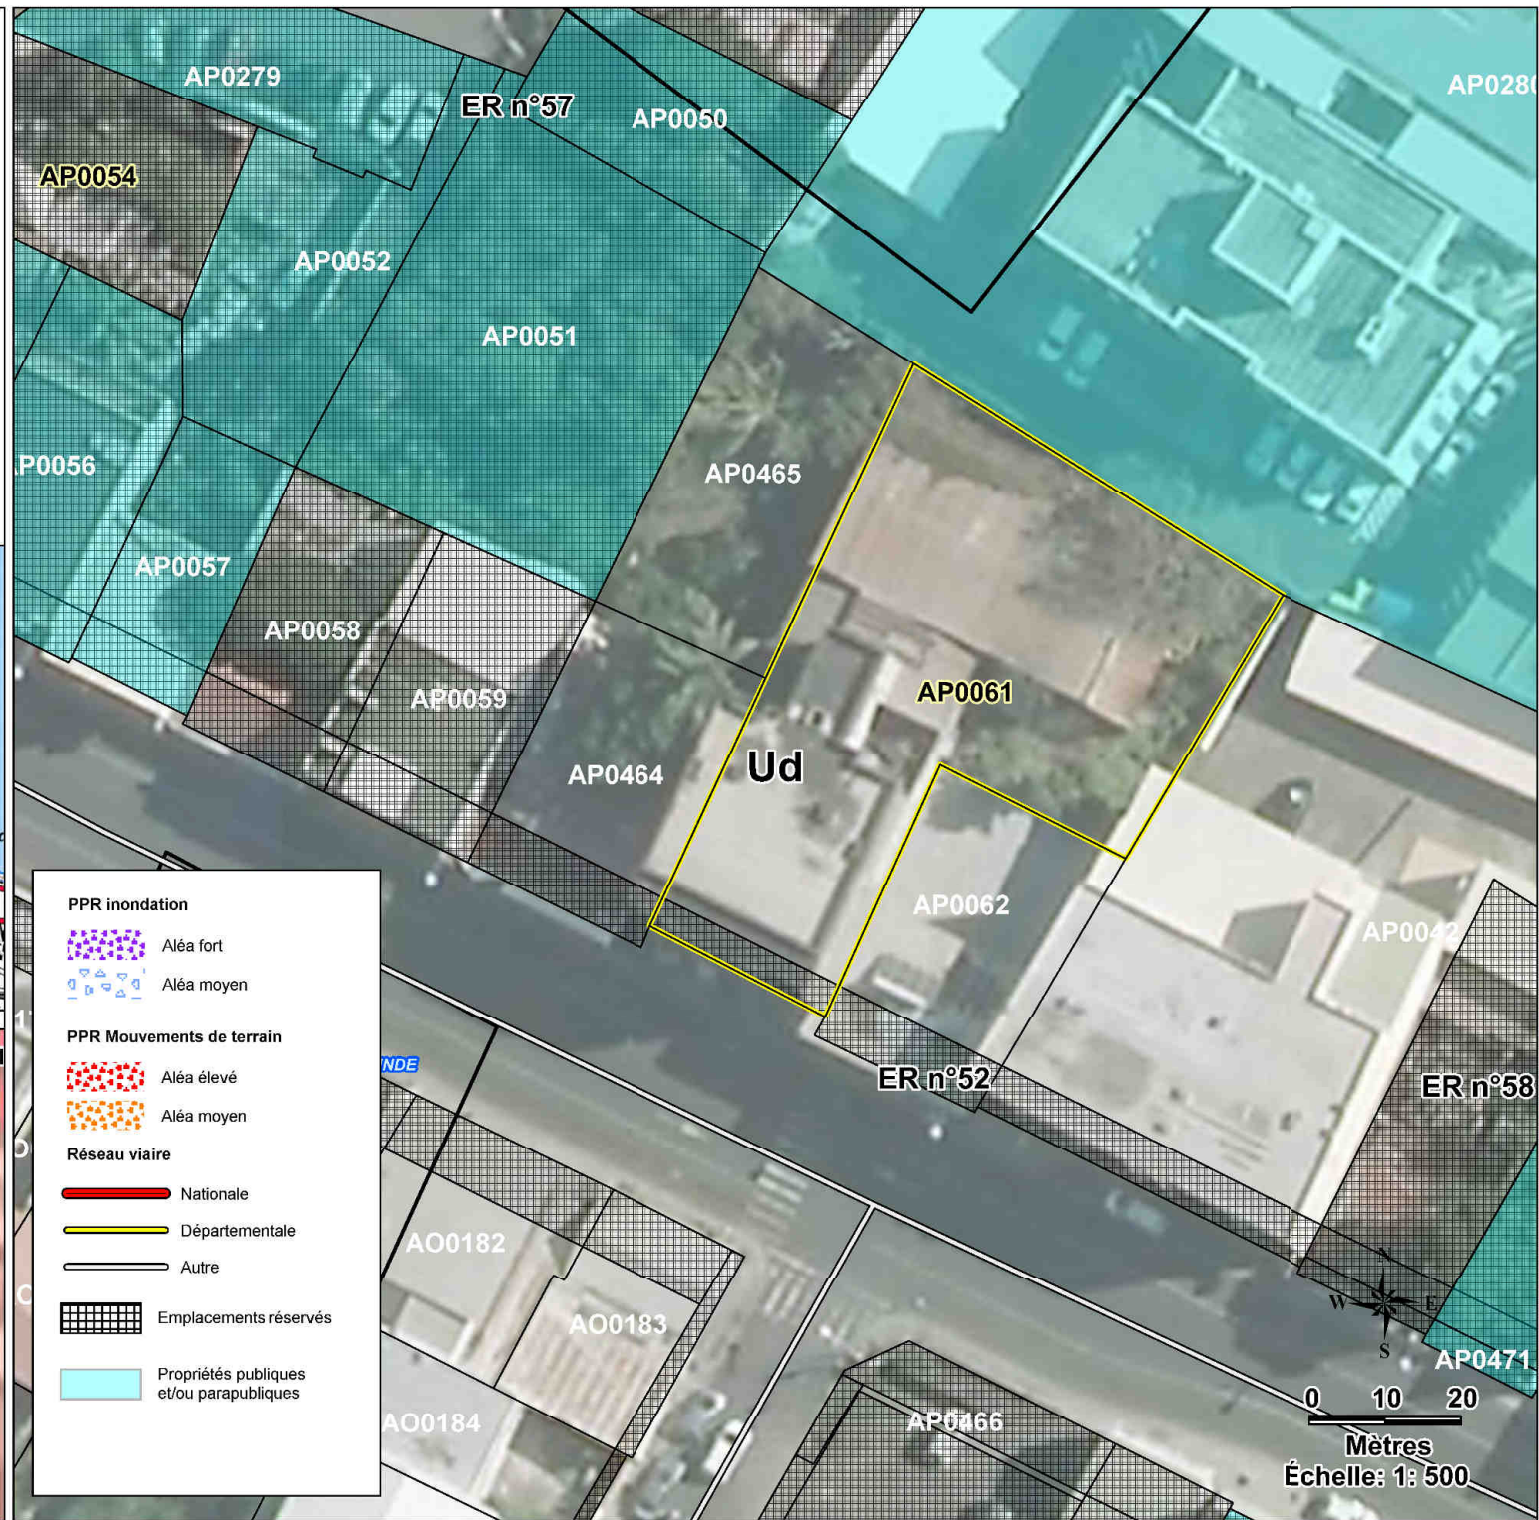 AP0279
ER n°57
AP0050
AP0280
AP0054
AP0052
AP0051
AP0056
AP0465
AP0057
AP0058
AP0059
AP0061
Ud
AP0464
AP0062
AP0042
ER n°52
ER n°58
PPR inondation
Aléa fort
Aléa moyen
PPR Mouvements de terrain
Aléa élevé
Aléa moyen
Réseau viaire
Nationale
Départementale
Autre
Emplacements réservés
Propriétés publiques
et/ou parapubliques
INDE
AO0182
AO0183
AO0184
AP0466
AP0471
N
W E
S
0 10 20
Mètres
Échelle: 1: 500